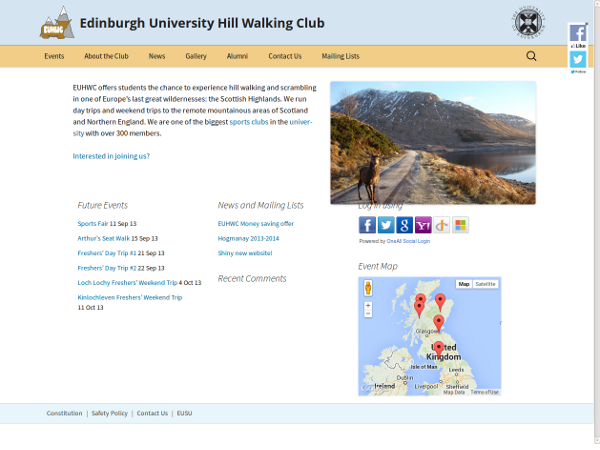 EUHWC
Edinburgh University Hill Walking Club
Like
Follow
Events About the Club News Gallery Alumni Contact Us Mailing Lists
EUHWC offers students the chance to experience hill walking and scrambling
in one of Europe's last great wildernesses: the Scottish Highlands. We run
day trips and weekend trips to the remote mountainous areas of Scotland
and Northern England. We are one of the biggest sports clubs in the univer-
sity with over 300 members.
Interested in joining us?
Future Events
Sports Fair 11 Sep 13
Arthur's Seat Walk 15 Sep 13
Freshers' Day Trip #1 21 Sep 13
Freshers' Day Trip #2 22 Sep 13
Loch Lochy Freshers' Weekend Trip 4 Oct 13
Kinlochleven Freshers' Weekend Trip
11 Oct 13
News and Mailing Lists
EUHWC Money saving offer
Hogmanay 2013-2014
Shiny new website!
Recent Comments
Log in using
Powered by OneAll Social Login
Event Map
Map Satellite
Glasgow
United
Kingdom
Isle of Man
Dublin
Ireland
Leeds
Liverpool
Sheffield
Map Data Terms of Use
Constitution | Safety Policy | Contact Us | EUSU